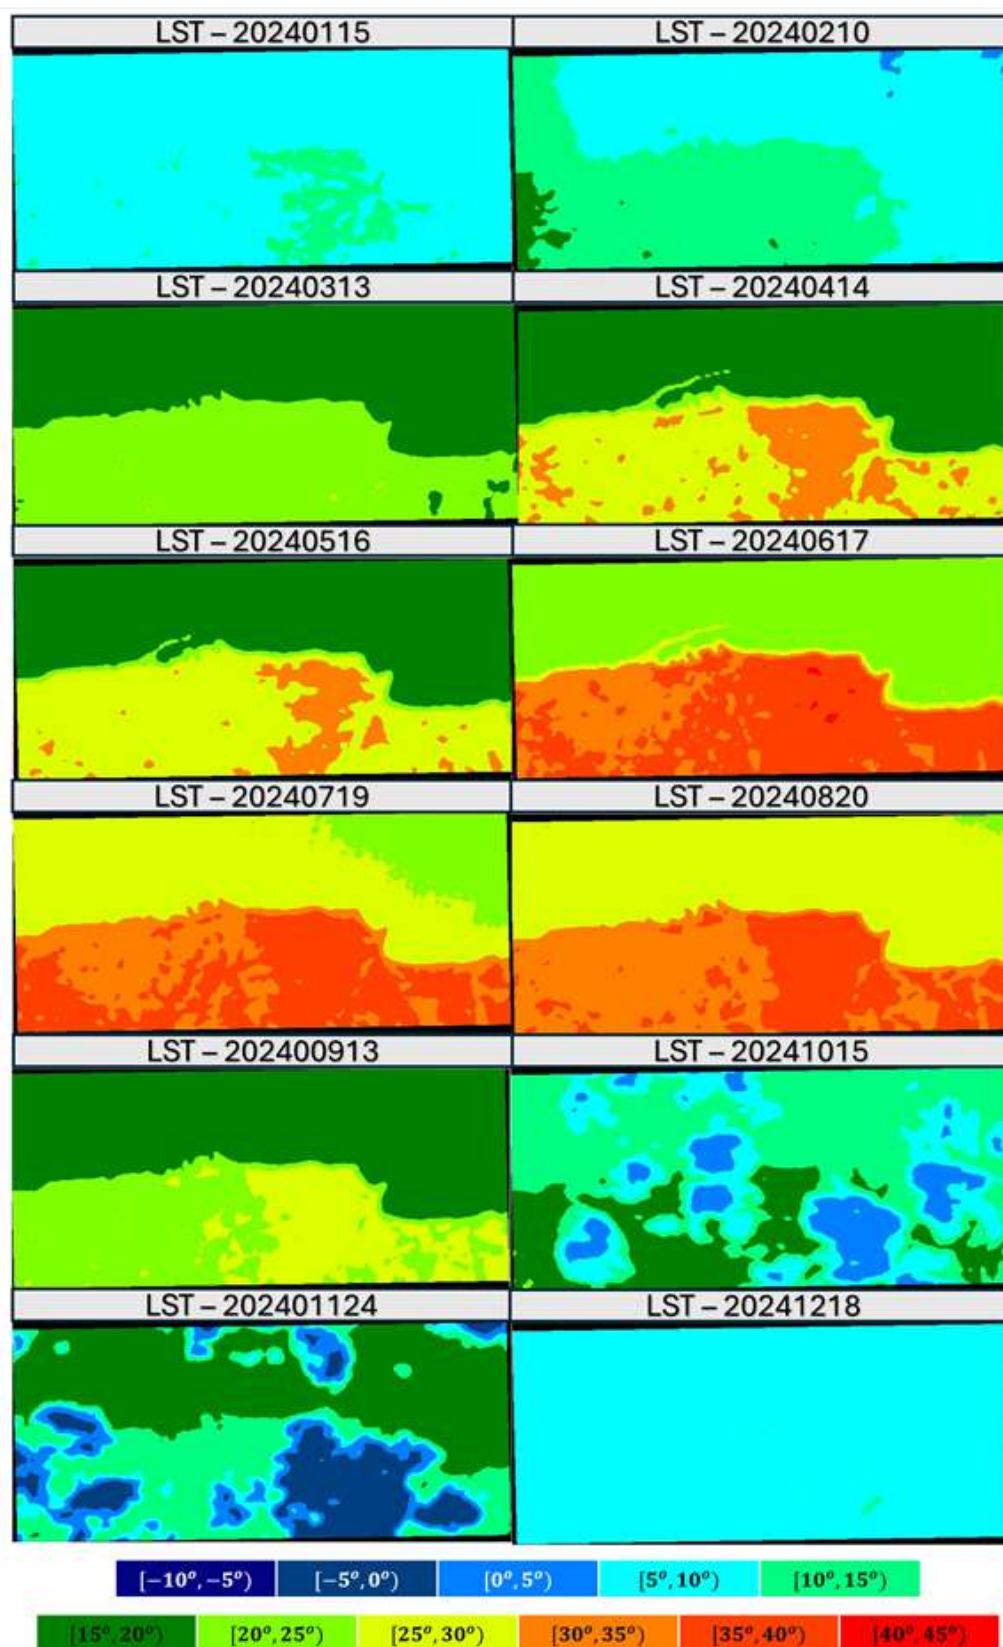 LST – 20240115 LST – 20240210
LST – 20240313 LST – 20240414
LST – 20240516 LST – 20240617
LST – 20240719 LST – 20240820
LST – 202400913 LST – 20241015
LST – 202401124 LST – 20241218
[−10°, −5°) [−5°, 0°) [0°, 5°) [5°, 10°) [10°, 15°)
[15°, 20°) [20°, 25°) [25°, 30°) [30°, 35°) [35°, 40°) [40°, 45°)